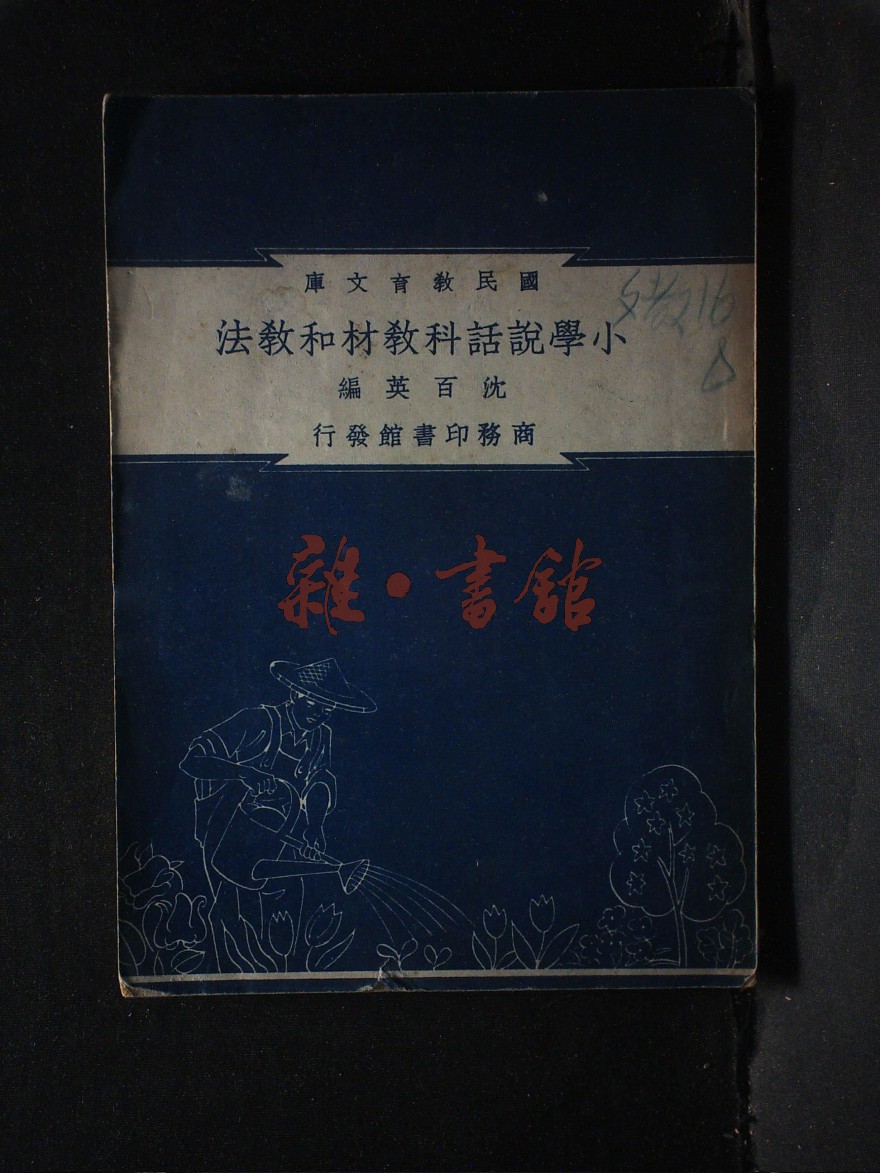 國民教育文庫
小學說話科教材和教法
沈百英編
商務印書館發行
雜·書館